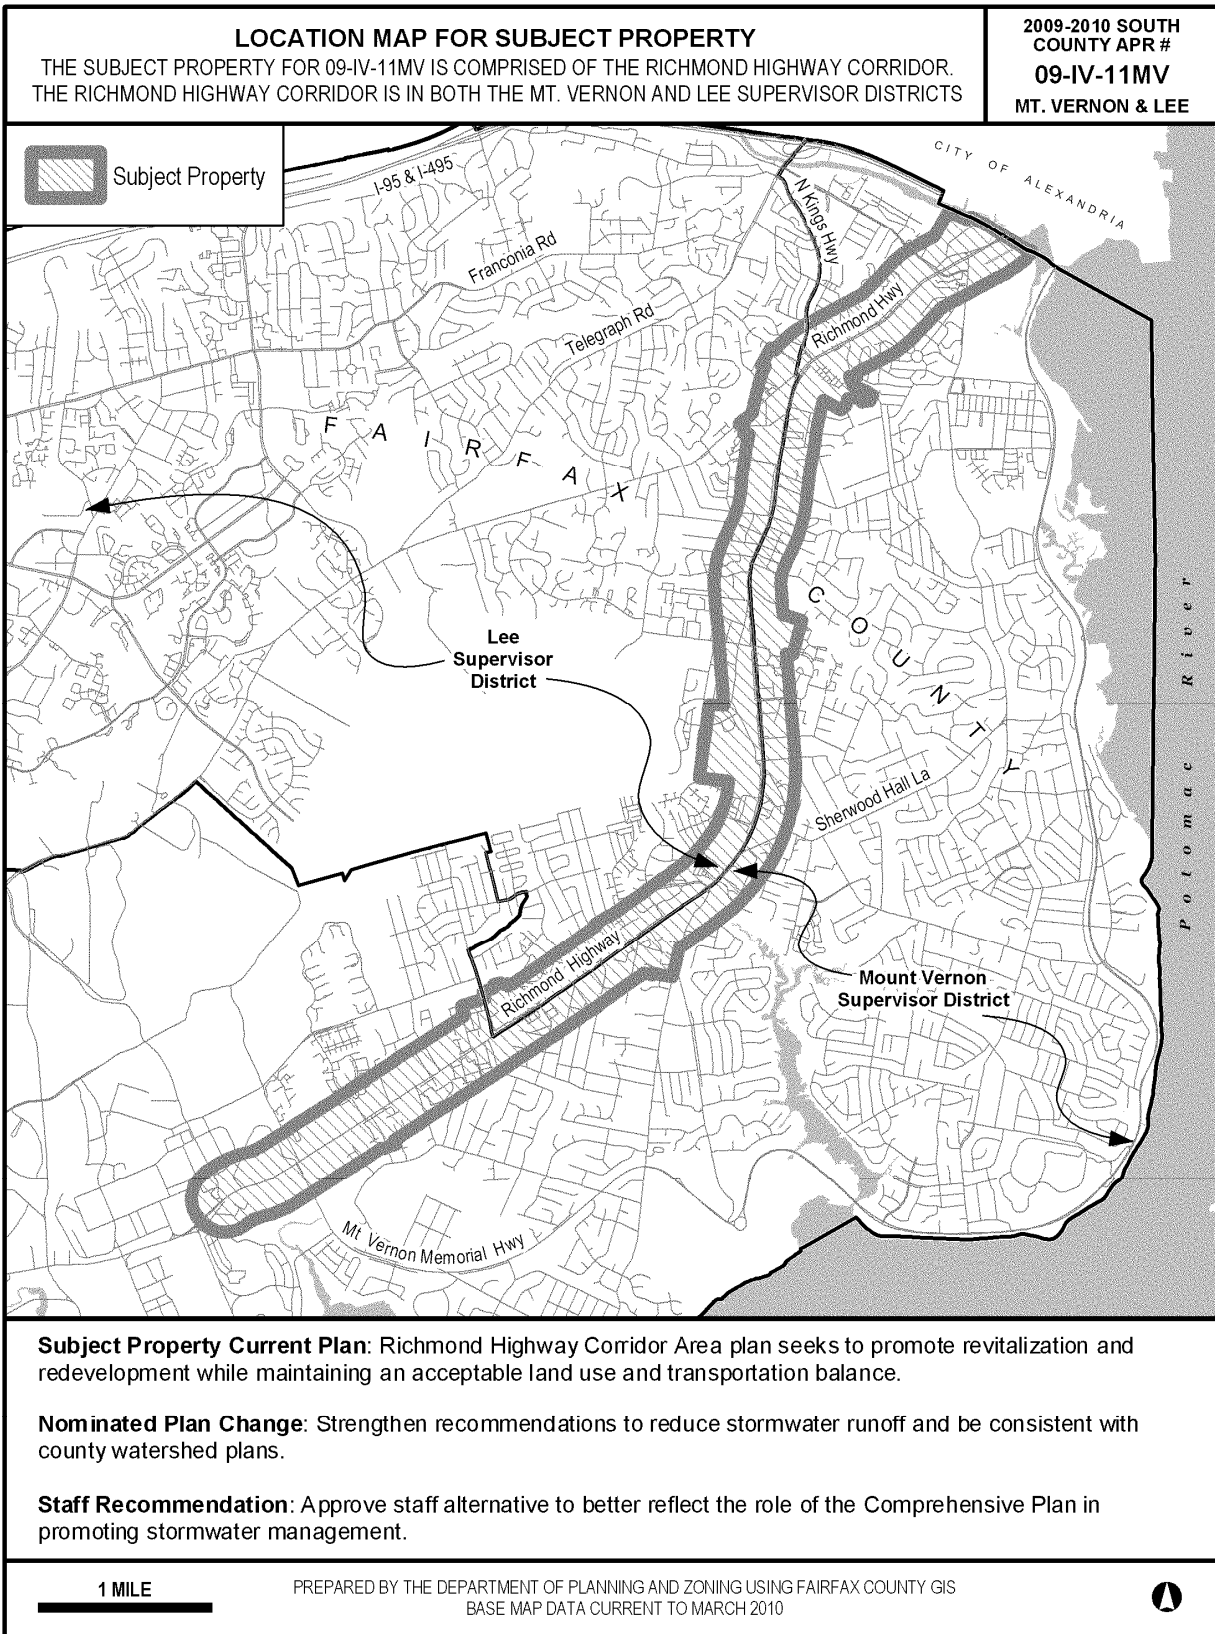 LOCATION MAP FOR SUBJECT PROPERTY
THE SUBJECT PROPERTY FOR 09-IV-11MV IS COMPRISED OF THE RICHMOND HIGHWAY CORRIDOR.
THE RICHMOND HIGHWAY CORRIDOR IS IN BOTH THE MT. VERNON AND LEE SUPERVISOR DISTRICTS
2009-2010 SOUTH
COUNTY APR #
09-IV-11MV
MT. VERNON & LEE
Subject Property
I-95 & I-495
CITY OF ALEXANDRIA
N Kings Hwy
Franconia Rd
Richmond Hwy
Telegraph Rd
FAIRFAX
COUNTY
Potomac River
Lee
Supervisor
District
Sherwood Hall La
Richmond Highway
Mount Vernon
Supervisor District
Mt Vernon Memorial Hwy
Subject Property Current Plan: Richmond Highway Corridor Area plan seeks to promote revitalization and
redevelopment while maintaining an acceptable land use and transportation balance.
Nominated Plan Change: Strengthen recommendations to reduce stormwater runoff and be consistent with
county watershed plans.
Staff Recommendation: Approve staff alternative to better reflect the role of the Comprehensive Plan in
promoting stormwater management.
1 MILE
PREPARED BY THE DEPARTMENT OF PLANNING AND ZONING USING FAIRFAX COUNTY GIS
BASE MAP DATA CURRENT TO MARCH 2010